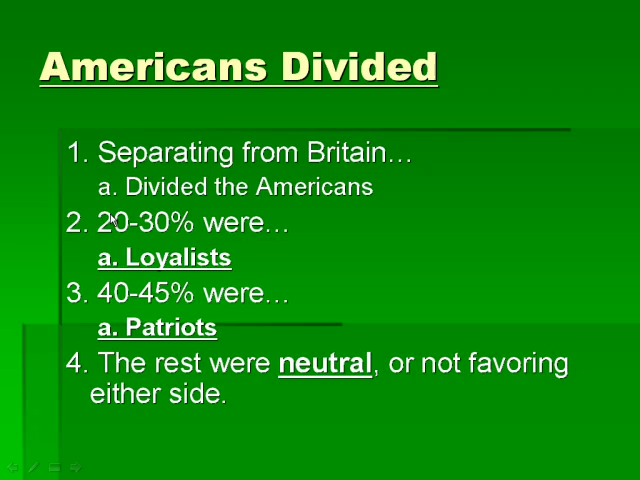 Americans Divided
1. Separating from Britain…
a. Divided the Americans
2. 20-30% were…
a. Loyalists
3. 40-45% were…
a. Patriots
4. The rest were neutral, or not favoring
either side.